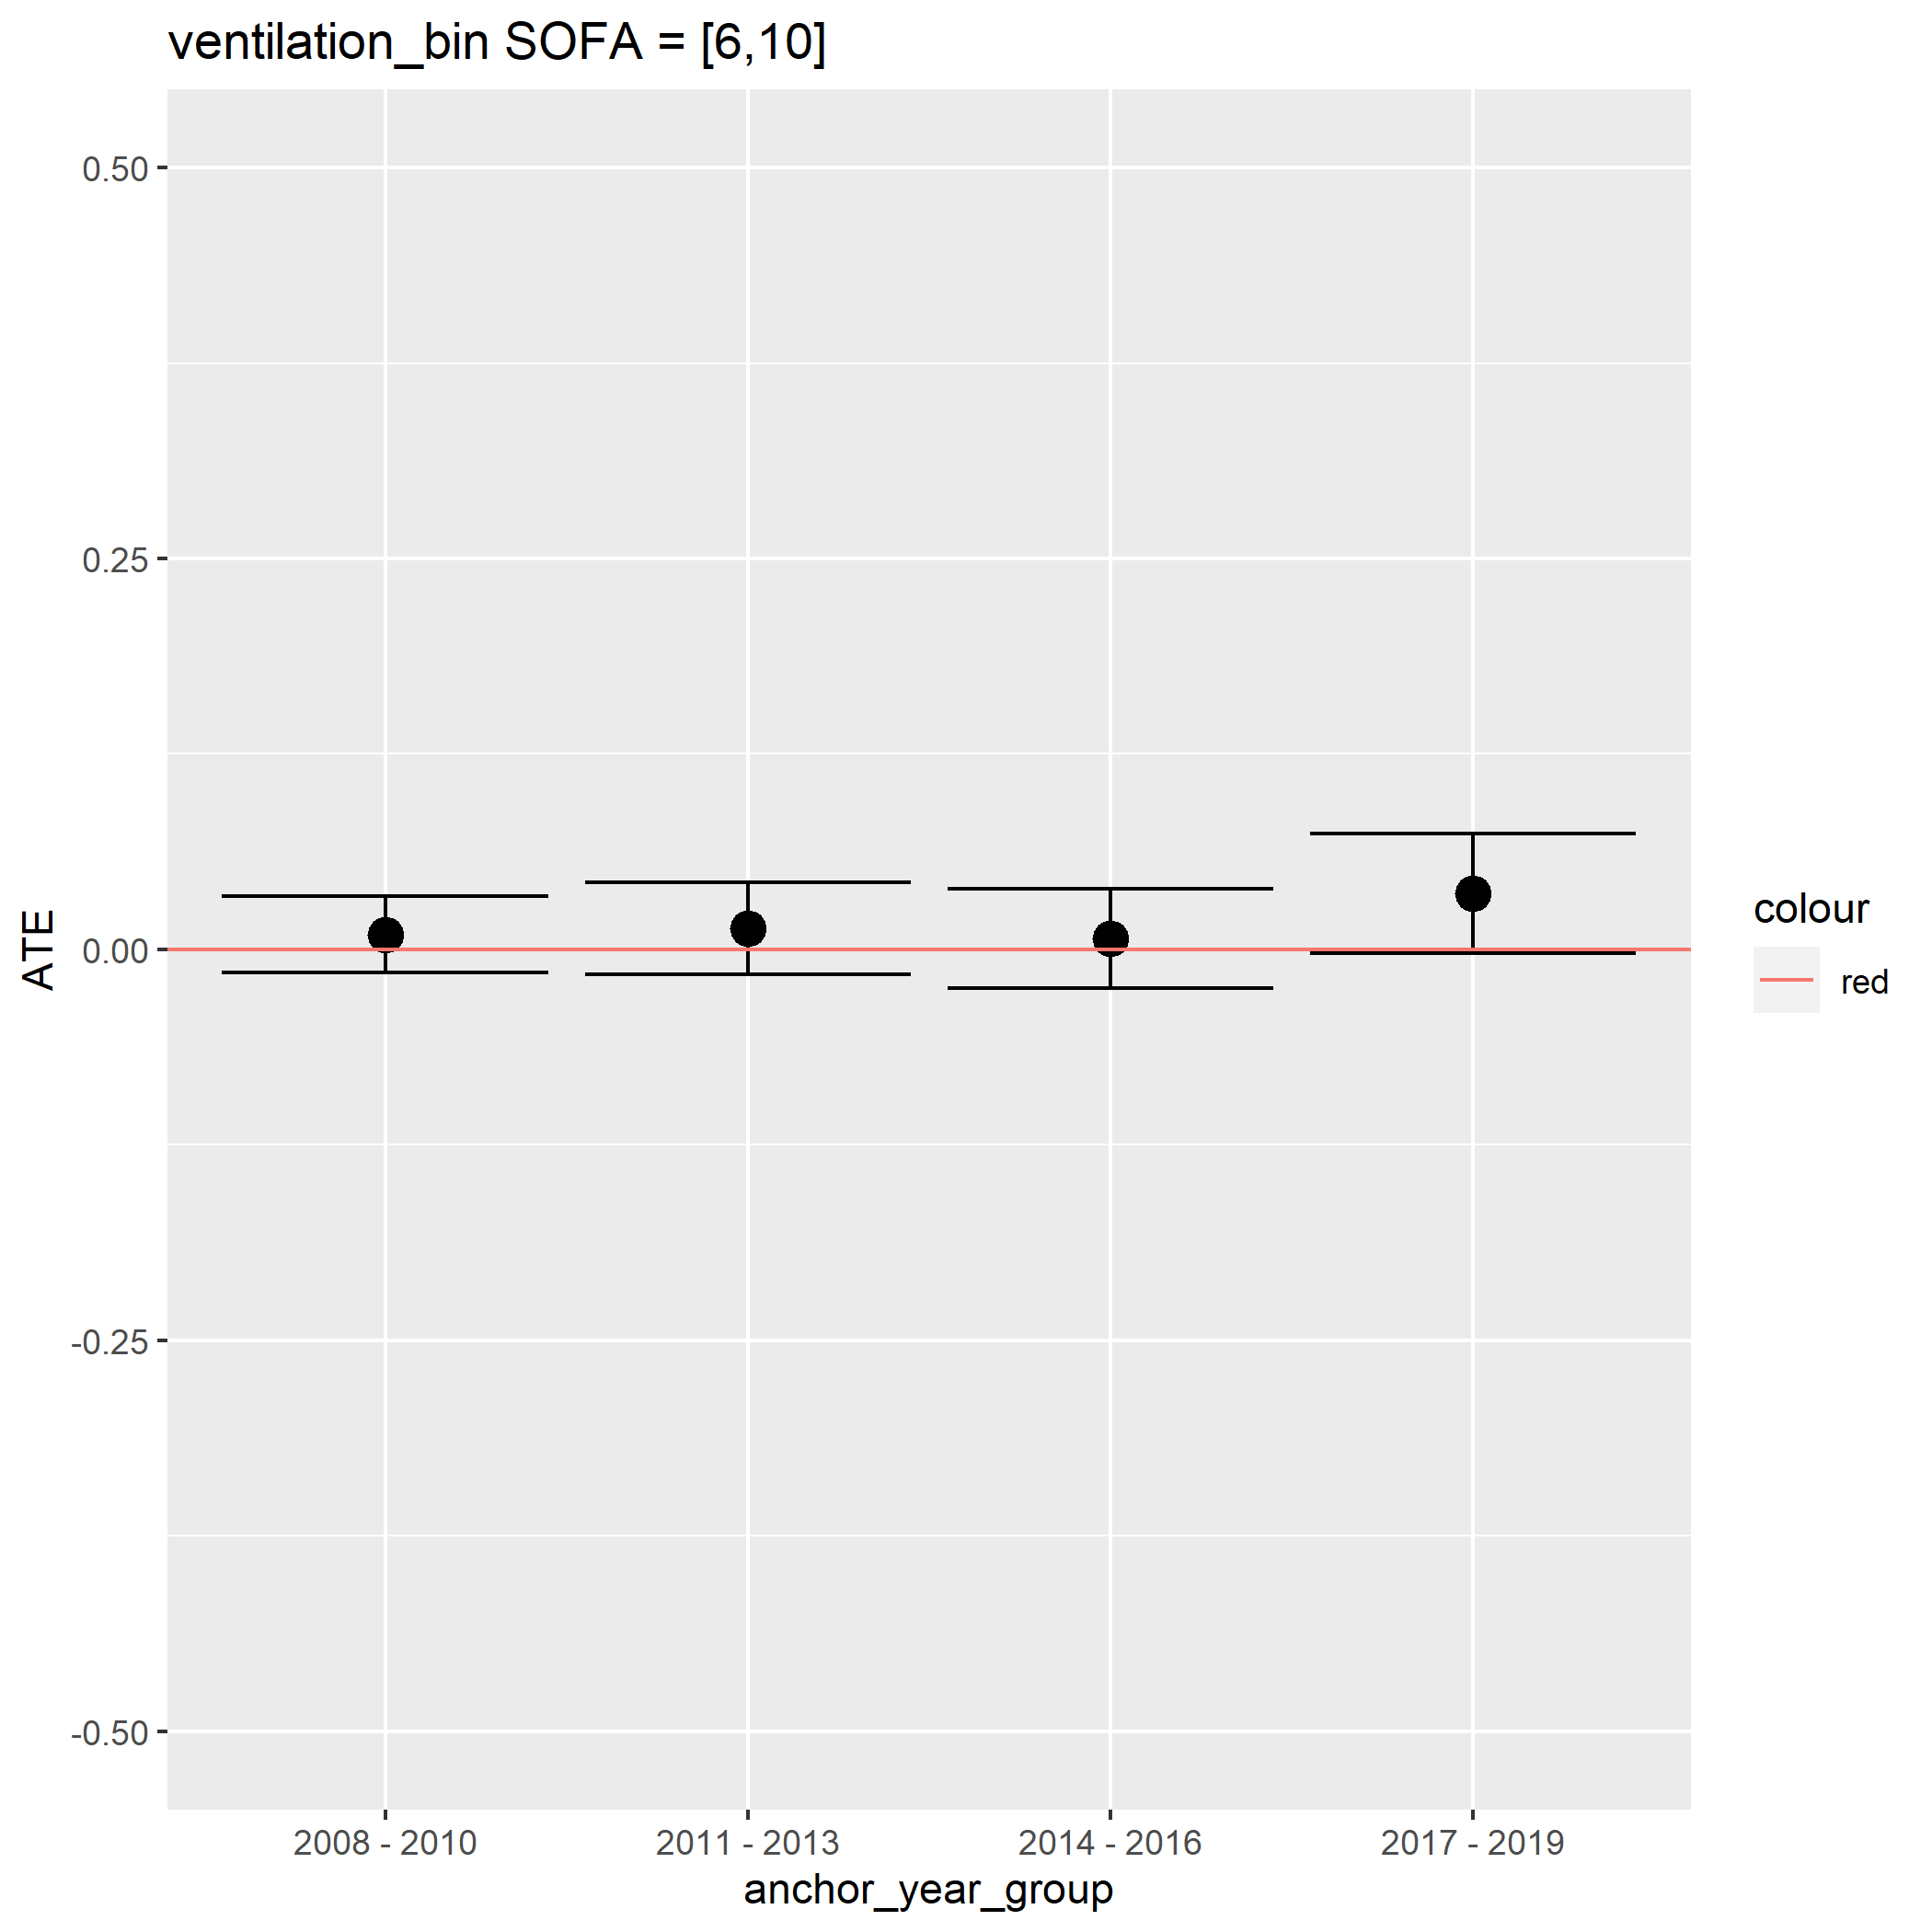 ventilation_bin SOFA = [6,10]
0.50
0.25
0.00
-0.25
-0.50
ATE
2008 - 2010
2011 - 2013
2014 - 2016
2017 - 2019
anchor_year_group
colour
red